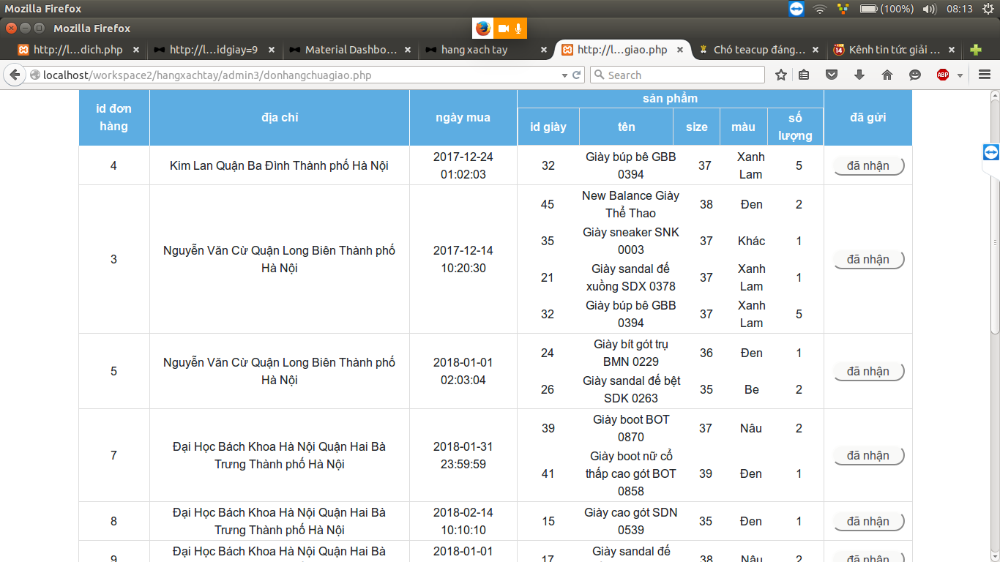 Mozilla Firefox
(100%) 08:13
Mozilla Firefox
http://l...dich.php
http://l...idgiay=9
Material Dashbo...
hang xach tay
http://l...giao.php
Chó teacup đáng...
14 Kênh tin tức giải ...
localhost/workspace2/hangxachtay/admin3/donhangchuagiao.php
Search
ABP
id đơn
hàng
địa chỉ
ngày mua
sản phẩm
id giày
tên
size
màu
số
lượng
đã gửi
4
Kim Lan Quận Ba Đình Thành phố Hà Nội
2017-12-24
01:02:03
32
Giày búp bê GBB
0394
37
Xanh
Lam
5
đã nhận
3
Nguyễn Văn Cừ Quận Long Biên Thành phố
Hà Nội
2017-12-14
10:20:30
45
New Balance Giày
Thể Thao
38
Đen
2
35
Giày sneaker SNK
0003
37
Khác
1
21
Giày sandal đế
xuồng SDX 0378
37
Xanh
Lam
1
32
Giày búp bê GBB
0394
37
Xanh
Lam
5
đã nhận
5
Nguyễn Văn Cừ Quận Long Biên Thành phố
Hà Nội
2018-01-01
02:03:04
24
Giày bít gót trụ
BMN 0229
36
Đen
1
26
Giày sandal đế bệt
SDK 0263
35
Be
2
đã nhận
7
Đại Học Bách Khoa Hà Nội Quận Hai Bà
Trưng Thành phố Hà Nội
2018-01-31
23:59:59
39
Giày boot BOT
0870
37
Nâu
2
41
Giày boot nữ cổ
thấp cao gót BOT
0858
39
Đen
1
đã nhận
8
Đại Học Bách Khoa Hà Nội Quận Hai Bà
Trưng Thành phố Hà Nội
2018-02-14
10:10:10
15
Giày cao gót SDN
0539
35
Đen
1
đã nhận
9
Đại Học Bách Khoa Hà Nội Quận Hai Bà
2018-01-01
17
Giày sandal đế
38
Nâu
2
đã nhận